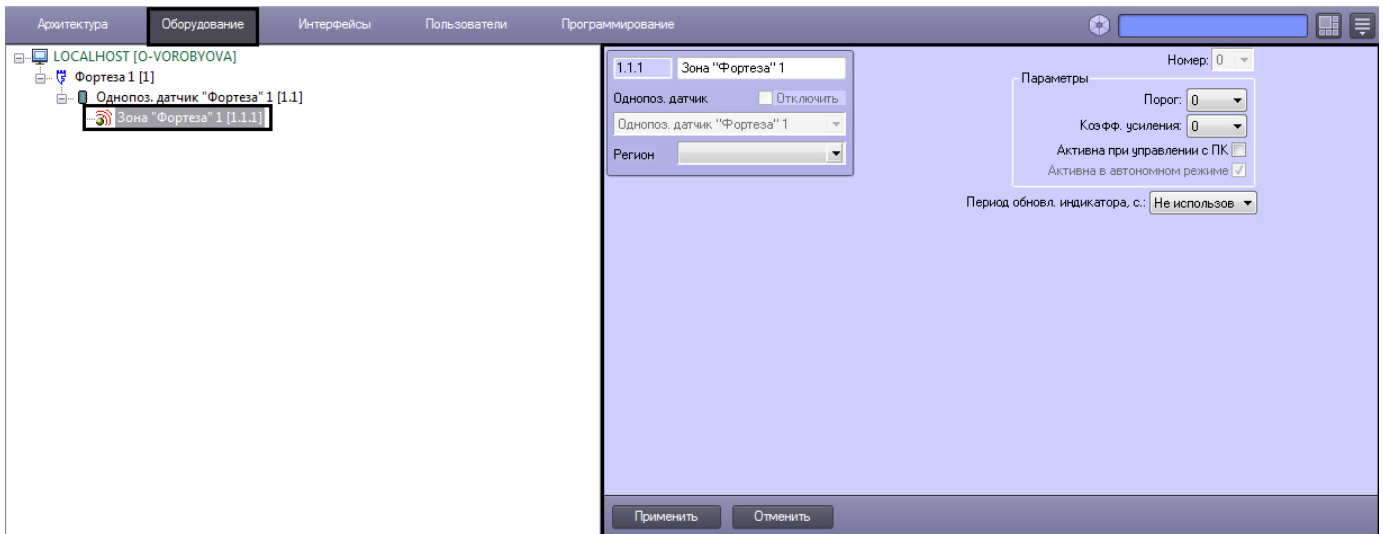 Архитектура Оборудование Интерфейсы Пользователи Программирование
LOCALHOST [O-VOROBYOVA]
Фортеза 1 [1]
Однопоз. датчик "Фортеза" 1 [1.1]
Зона "Фортеза" 1 [1.1.1]
1.1.1 Зона "Фортеза" 1
Однопоз. датчик Отключить
Однопоз. датчик "Фортеза" 1
Регион
Номер: 0
Параметры
Порог: 0
Коэфф. усиления: 0
Активна при управлении с ПК
Активна в автономном режиме
Период обновл. индикатора, с.: Не использов
Применить Отменить